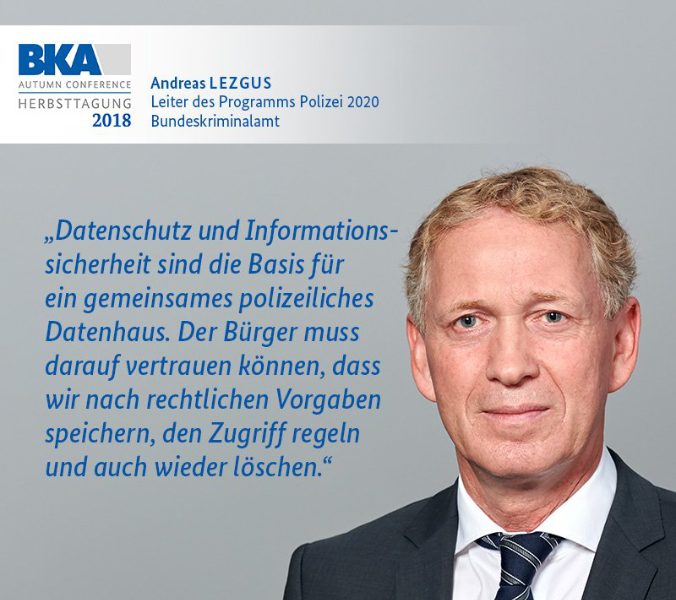 BKA
AUTUMN CONFERENCE
HERBSTTAGUNG
2018
Andreas LEZGUS
Leiter des Programms Polizei 2020
Bundeskriminalamt
„Datenschutz und Informations-
sicherheit sind die Basis für
ein gemeinsames polizeiliches
Datenhaus. Der Bürger muss
darauf vertrauen können, dass
wir nach rechtlichen Vorgaben
speichern, den Zugriff regeln
und auch wieder löschen.“